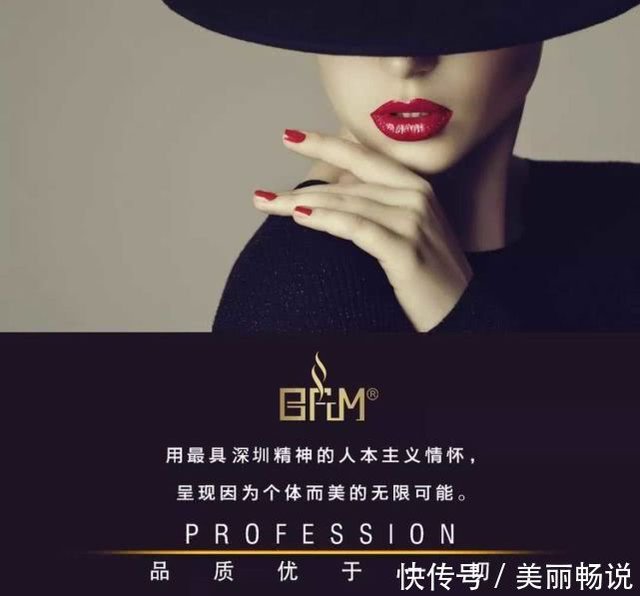 用最具深圳精神的人本主义情怀，
呈现因为个体而美的无限可能。
PROFESSION
品质优于
快传号 / 美丽畅说